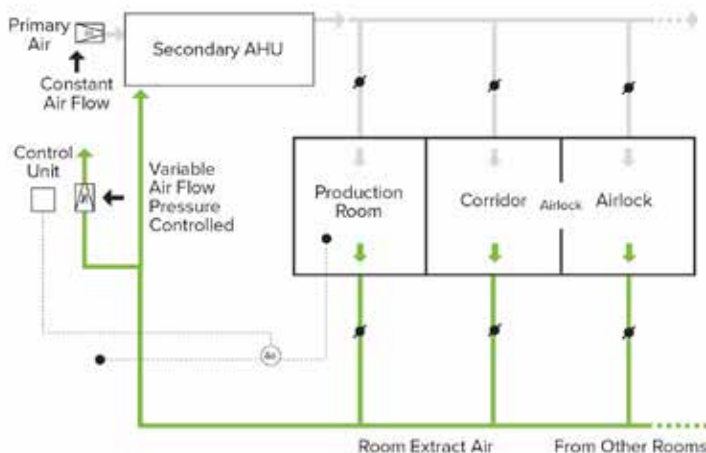 Primary
Air
Secondary AHU
Constant
Air Flow
Control
Unit
Variable
Air Flow
Pressure
Controlled
Production
Room
Corridor
Airlock
Airlock
Room Extract Air
From Other Rooms